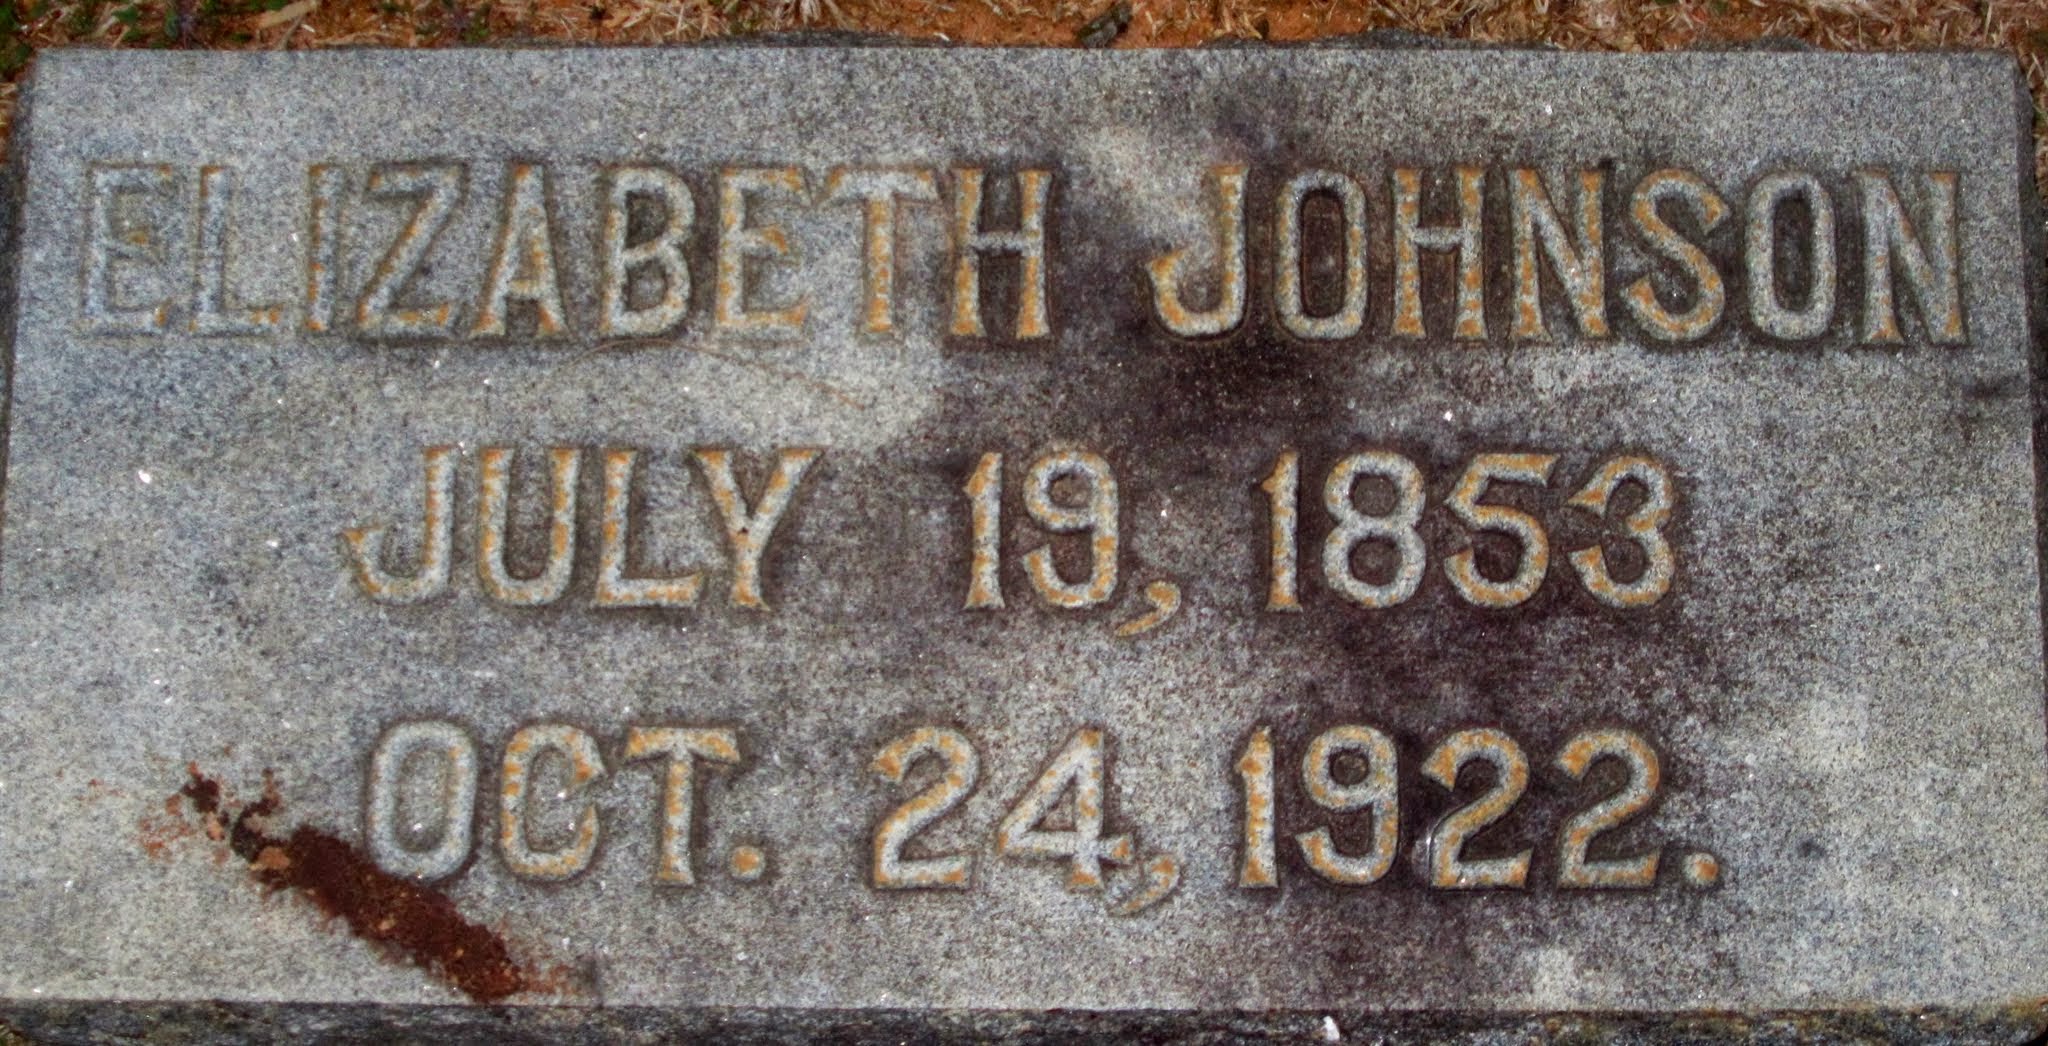 ELIZABETH JOHNSON
JULY 19, 1853
OCT. 24, 1922.